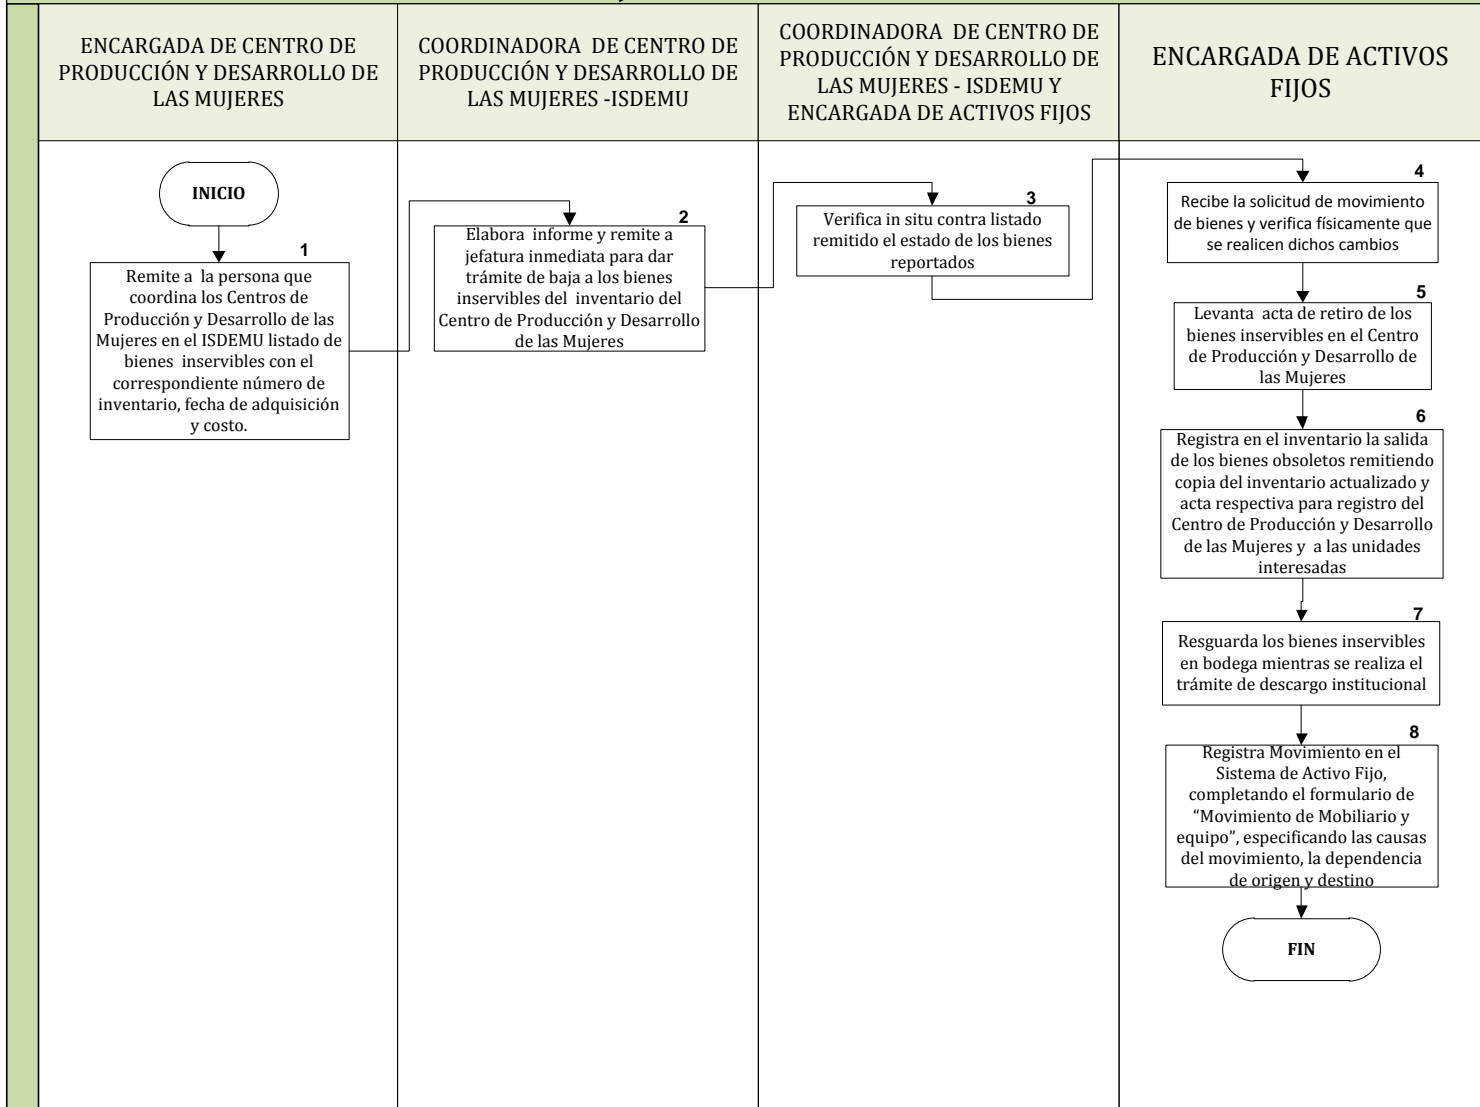 ENCARGADA DE CENTRO DE
PRODUCCIÓN Y DESARROLLO DE
LAS MUJERES
COORDINADORA DE CENTRO DE
PRODUCCIÓN Y DESARROLLO DE
LAS MUJERES -ISDEMU
COORDINADORA DE CENTRO DE
PRODUCCIÓN Y DESARROLLO DE
LAS MUJERES - ISDEMU Y
ENCARGADA DE ACTIVOS FIJOS
ENCARGADA DE ACTIVOS
FIJOS
INICIO
1
Remite a la persona que
coordina los Centros de
Producción y Desarrollo de las
Mujeres en el ISDEMU listado de
bienes inservibles con el
correspondiente número de
inventario, fecha de adquisición
y costo.
2
Elabora informe y remite a
jefatura inmediata para dar
trámite de baja a los bienes
inservibles del inventario del
Centro de Producción y Desarrollo
de las Mujeres
3
Verifica in situ contra listado
remitido el estado de los bienes
reportados
4
Recibe la solicitud de movimiento
de bienes y verifica físicamente que
se realicen dichos cambios
5
Levanta acta de retiro de los
bienes inservibles en el Centro
de Producción y Desarrollo de
las Mujeres
6
Registra en el inventario la salida
de los bienes obsoletos remitiendo
copia del inventario actualizado y
acta respectiva para registro del
Centro de Producción y Desarrollo
de las Mujeres y a las unidades
interesadas
7
Resguarda los bienes inservibles
en bodega mientras se realiza el
trámite de descargo institucional
8
Registra Movimiento en el
Sistema de Activo Fijo,
completando el formulario de
“Movimiento de Mobiliario y
equipo”, especificando las causas
del movimiento, la dependencia
de origen y destino
FIN